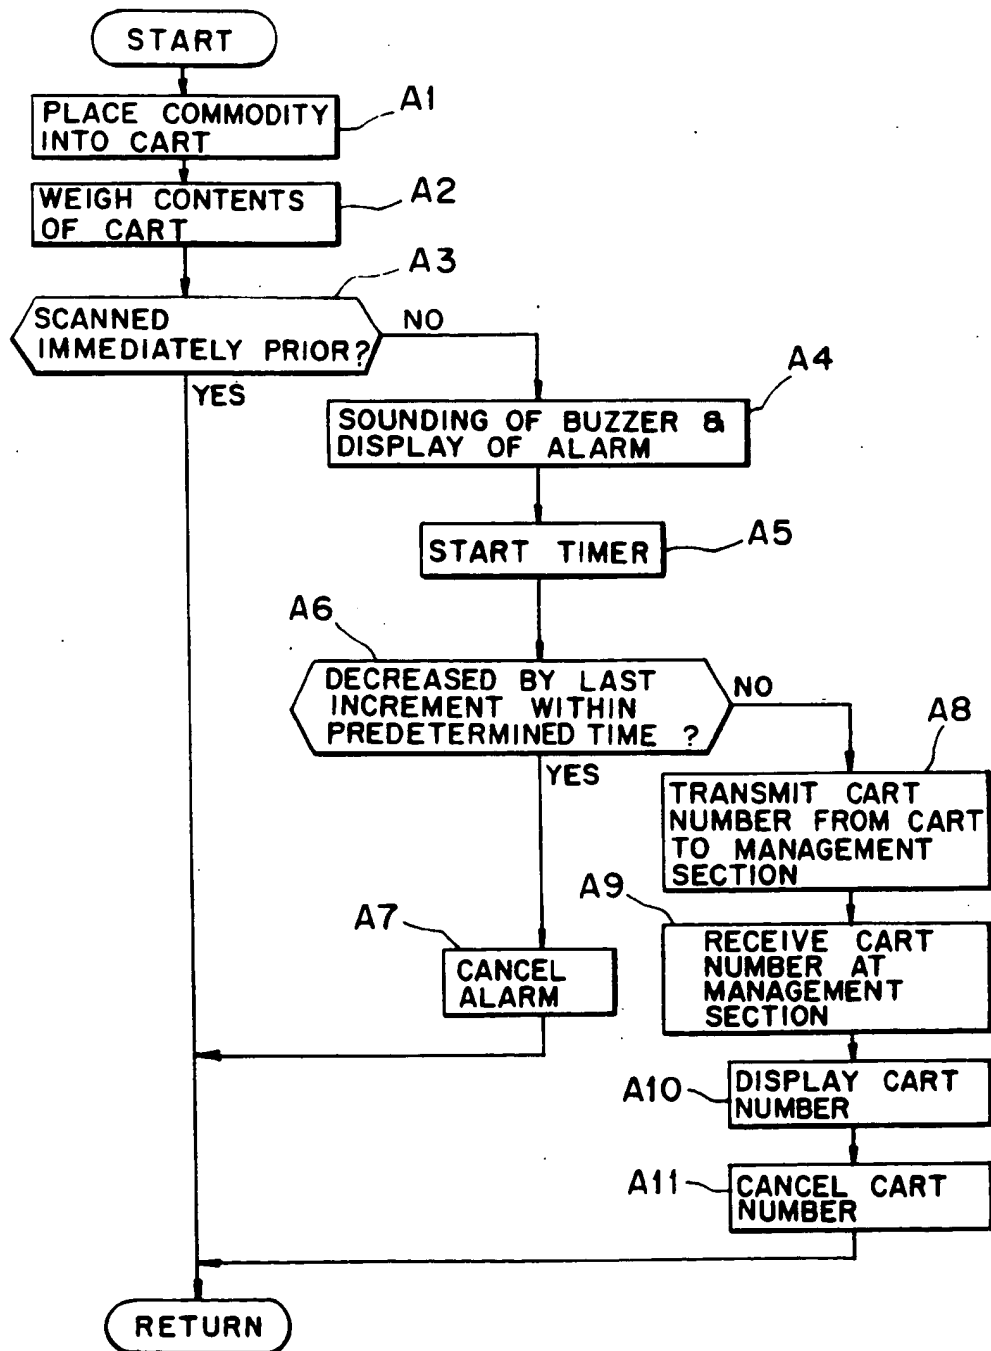 START
A1
PLACE COMMODITY
INTO CART
A2
WEIGH CONTENTS
OF CART
A3
SCANNED
IMMEDIATELY PRIOR?
NO
YES
A4
SOUNDING OF BUZZER &
DISPLAY OF ALARM
A5
START TIMER
A6
DECREASED BY LAST
INCREMENT WITHIN
PREDETERMINED TIME ?
NO
YES
A8
TRANSMIT CART
NUMBER FROM CART
TO MANAGEMENT
SECTION
A7
CANCEL
ALARM
A9
RECEIVE CART
NUMBER AT
MANAGEMENT
SECTION
A10
DISPLAY CART
NUMBER
A11
CANCEL CART
NUMBER
RETURN